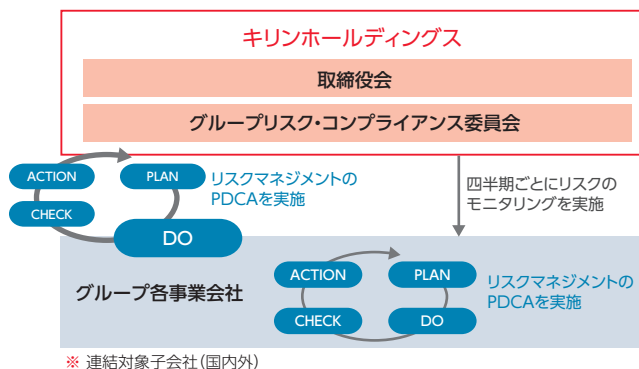 キリンホールディングス
取締役会
グループリスク・コンプライアンス委員会
ACTION
PLAN
CHECK
DO
リスクマネジメントの
PDCAを実施
四半期ごとにリスクの
モニタリングを実施
グループ各事業会社
ACTION
PLAN
CHECK
DO
リスクマネジメントの
PDCAを実施
※ 連結対象子会社(国内外)